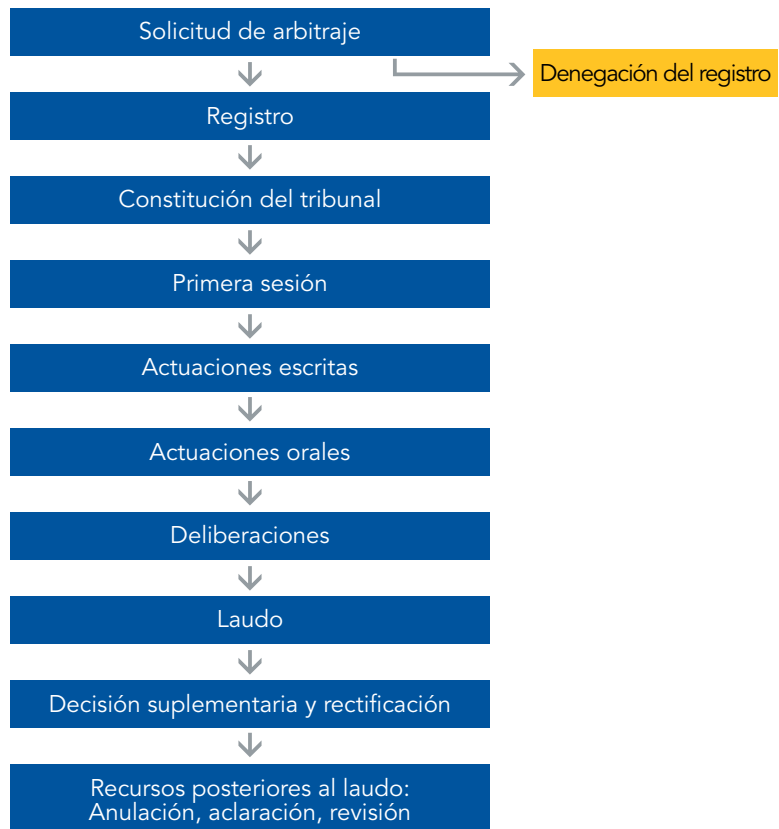 Solicitud de arbitraje
Denegación del registro
Registro
Constitución del tribunal
Primera sesión
Actuaciones escritas
Actuaciones orales
Deliberaciones
Laudo
Decisión suplementaria y rectificación
Recursos posteriores al laudo:
Anulación, aclaración, revisión